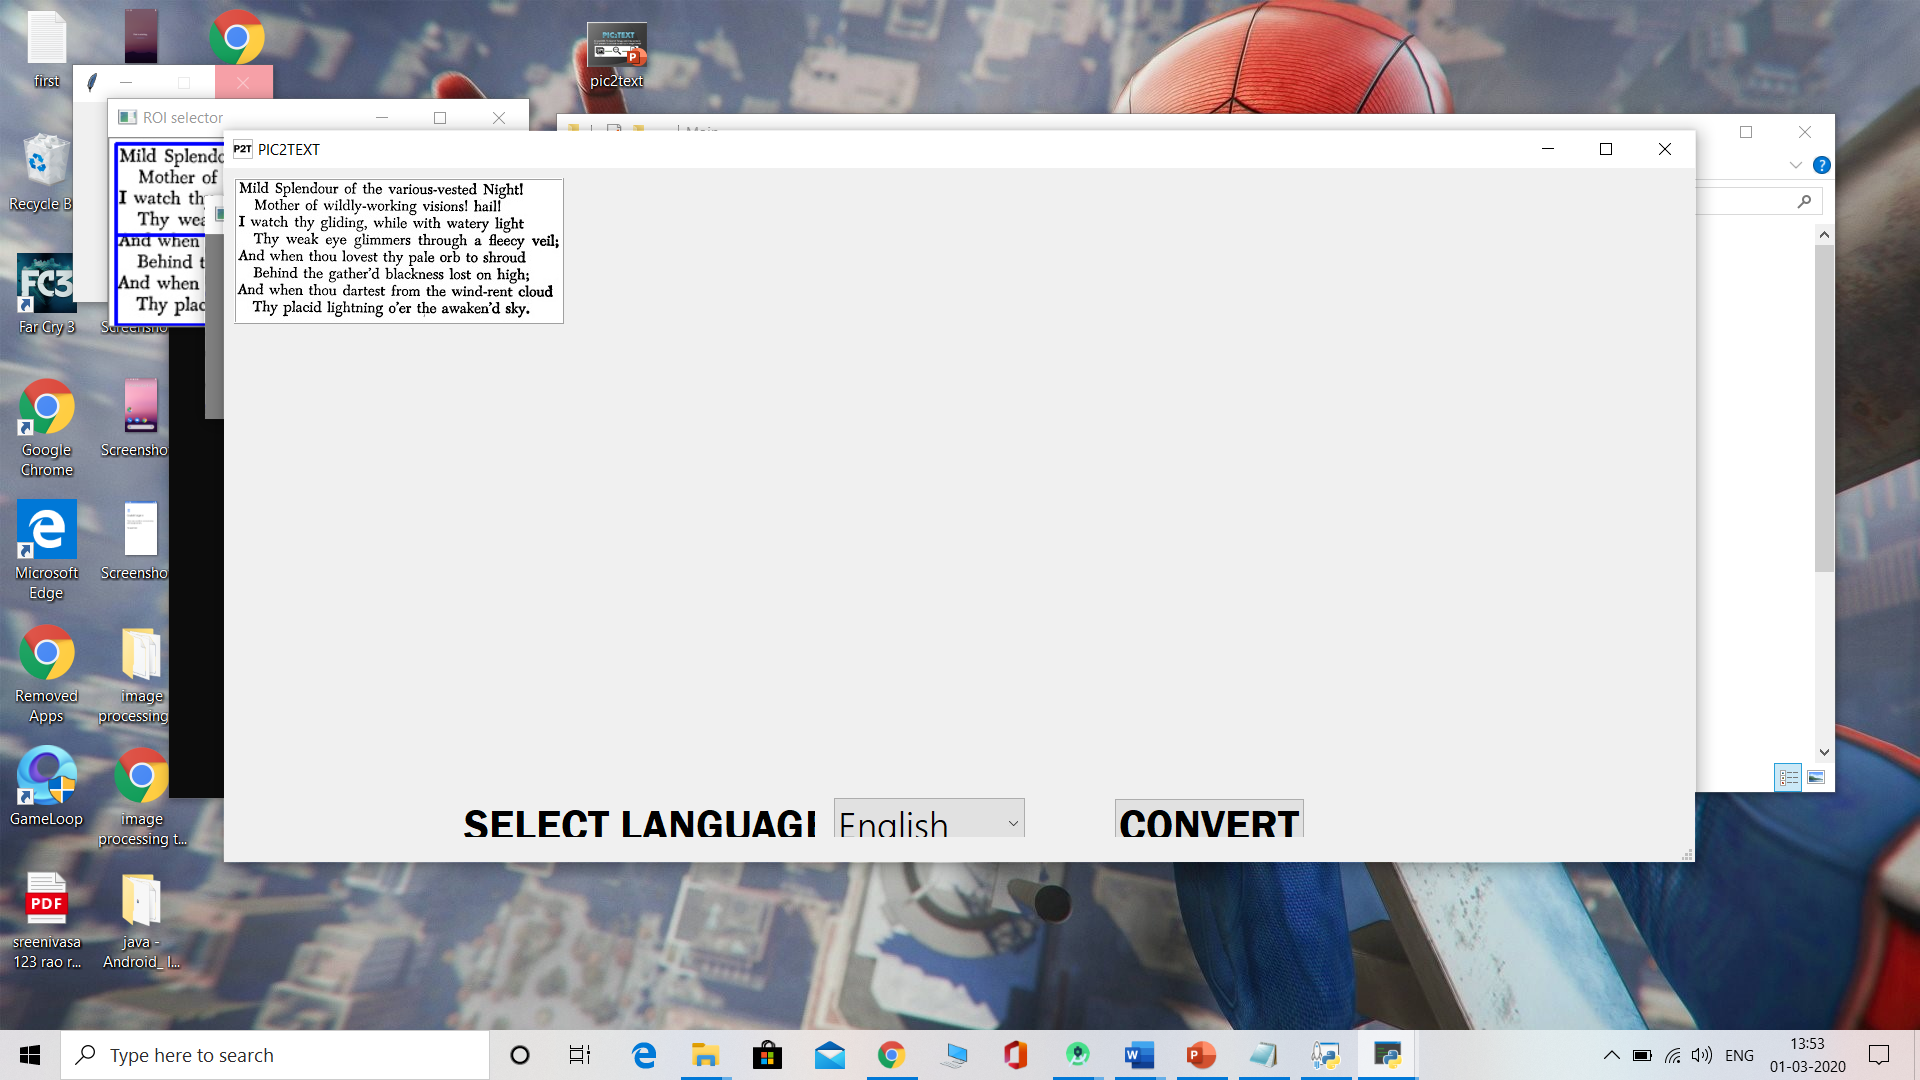 first
pic2text
Recycle B
Far Cry 3
Screensho
Google
Chrome
Screensho
Microsoft
Edge
Screensho
Removed
Apps
image
processing
GameLoop
image
processing t...
PDF
sreenivasa
123 rao r...
java -
Android_ I...
ROI selector
Mild Splendo
Mother of
I watch th
Thy wea
And when
Behind t
And when
Thy plac
P2T PIC2TEXT
Mild Splendour of the various-vested Night!
Mother of wildly-working visions! hail!
I watch thy gliding, while with watery light
Thy weak eye glimmers through a fleecy veil;
And when thou lovest thy pale orb to shroud
Behind the gather'd blackness lost on high;
And when thou dartest from the wind-rent cloud
Thy placid lightning o'er the awaken'd sky.
SELECT LANGUAGE English CONVERT
Type here to search
ENG
13:53
01-03-2020